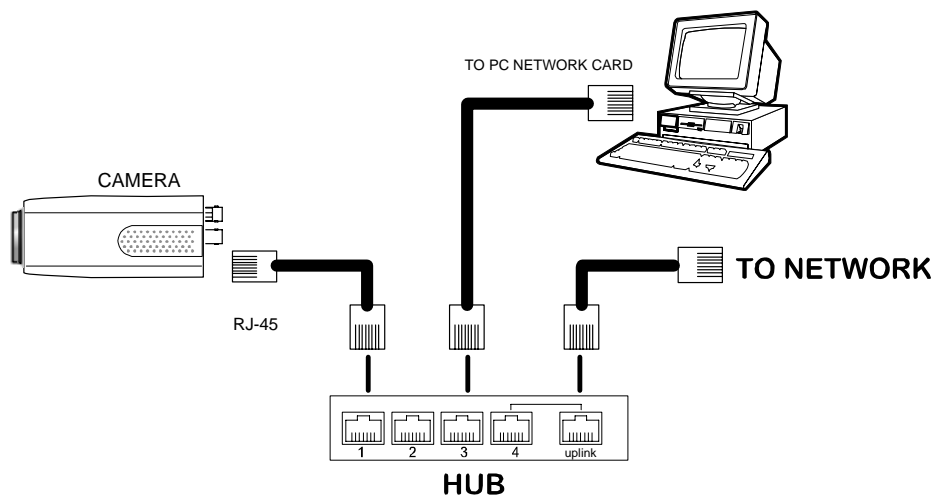 TO PC NETWORK CARD
CAMERA
TO NETWORK
RJ-45
1 2 3 4 uplink
HUB